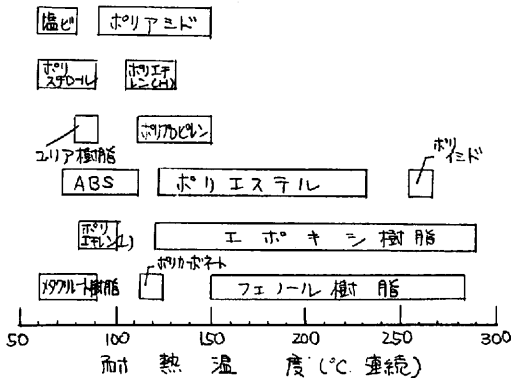 塩ビ ポリアミド
ポリスチロール ポリエチレン(H)
ポリプロピレン
ユリア樹脂
ポリイミド
ABS ポリエステル
ポリエチレン(L) エポキシ樹脂
ポリカーボネート
メタクリレート樹脂 フェノール樹脂
50 100 150 200 250 300
耐熱温度(℃ 連続)